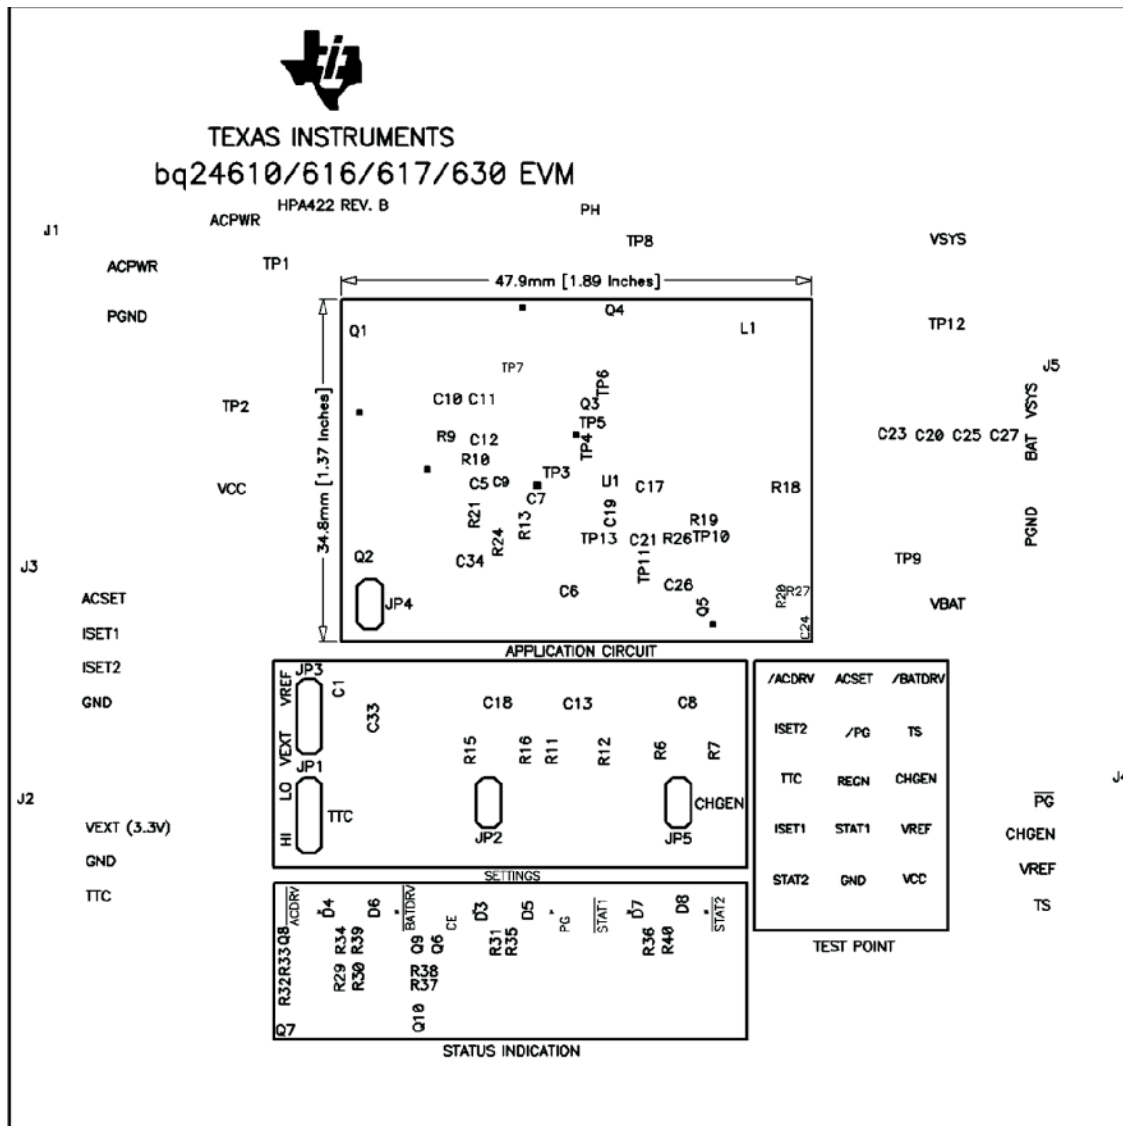 TEXAS INSTRUMENTS
bq24610/616/617/630 EVM
HPA422 REV. B
J1
ACPWR
ACPWR
TP1
PGND
TP2
VCC
PH
TP8
VSYS
TP12
J5
47.9mm [1.89 Inches]
34.8mm [1.37 Inches]
Q1
Q4
L1
TP7
TP6
C10 C11
Q3
TP5
TP4
R9
C12
R10
C5 C9
TP3
C7
U1
C17
R18
R21
R13
C19
R19
R24
TP13
C21
R26
TP10
C34
TP11
Q2
C6
C26
JP4
Q5
R20
R27
C24
APPLICATION CIRCUIT
C23 C20 C25 C27
VSYS
BAT
PGND
TP9
VBAT
J3
ACSET
ISET1
ISET2
GND
J2
VEXT (3.3V)
GND
TTC
VREF
JP3
C1
VEXT
C33
C18
C13
C8
R15
R16
R11
R12
R6
R7
JP1
LO
HI
TTC
JP2
JP5
CHGEN
SETTINGS
/ACDRV ACSET /BATDRV
ISET2 /PG TS
TTC REGN CHGEN
ISET1 STAT1 VREF
STAT2 GND VCC
TEST POINT
J4
PG
CHGEN
VREF
TS
ACDRV
D4
D6
BATDRV
CE
D3
D5
PG
STAT1
D7
D8
STAT2
Q8
R33
R32
R34
R39
R29
R30
Q9
Q6
R38
R37
R31
R35
R36
R40
Q7
Q10
STATUS INDICATION